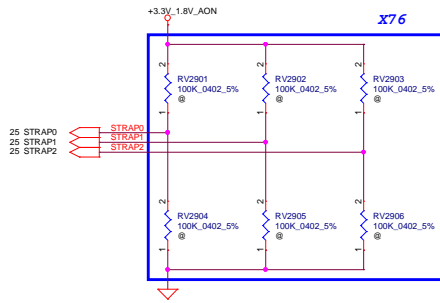 +3.3V_1.8V_AON
X76
2
RV2901
100K_0402_5%
@
1
2
RV2902
100K_0402_5%
@
1
2
RV2903
100K_0402_5%
@
1
25 STRAP0
STRAP0
25 STRAP1
STRAP1
25 STRAP2
STRAP2
2
RV2904
100K_0402_5%
@
1
2
RV2905
100K_0402_5%
@
1
2
RV2906
100K_0402_5%
@
1